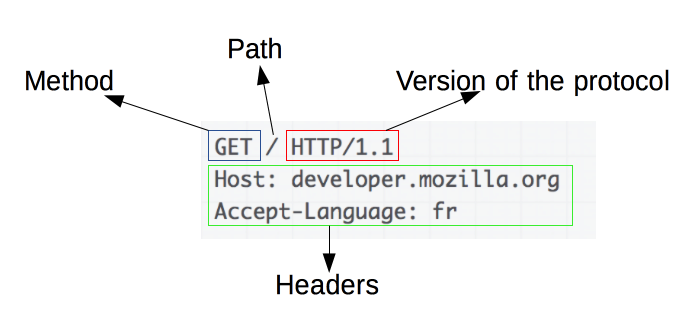 Path
Method
Version of the protocol
GET / HTTP/1.1
Host: developer.mozilla.org
Accept-Language: fr
Headers